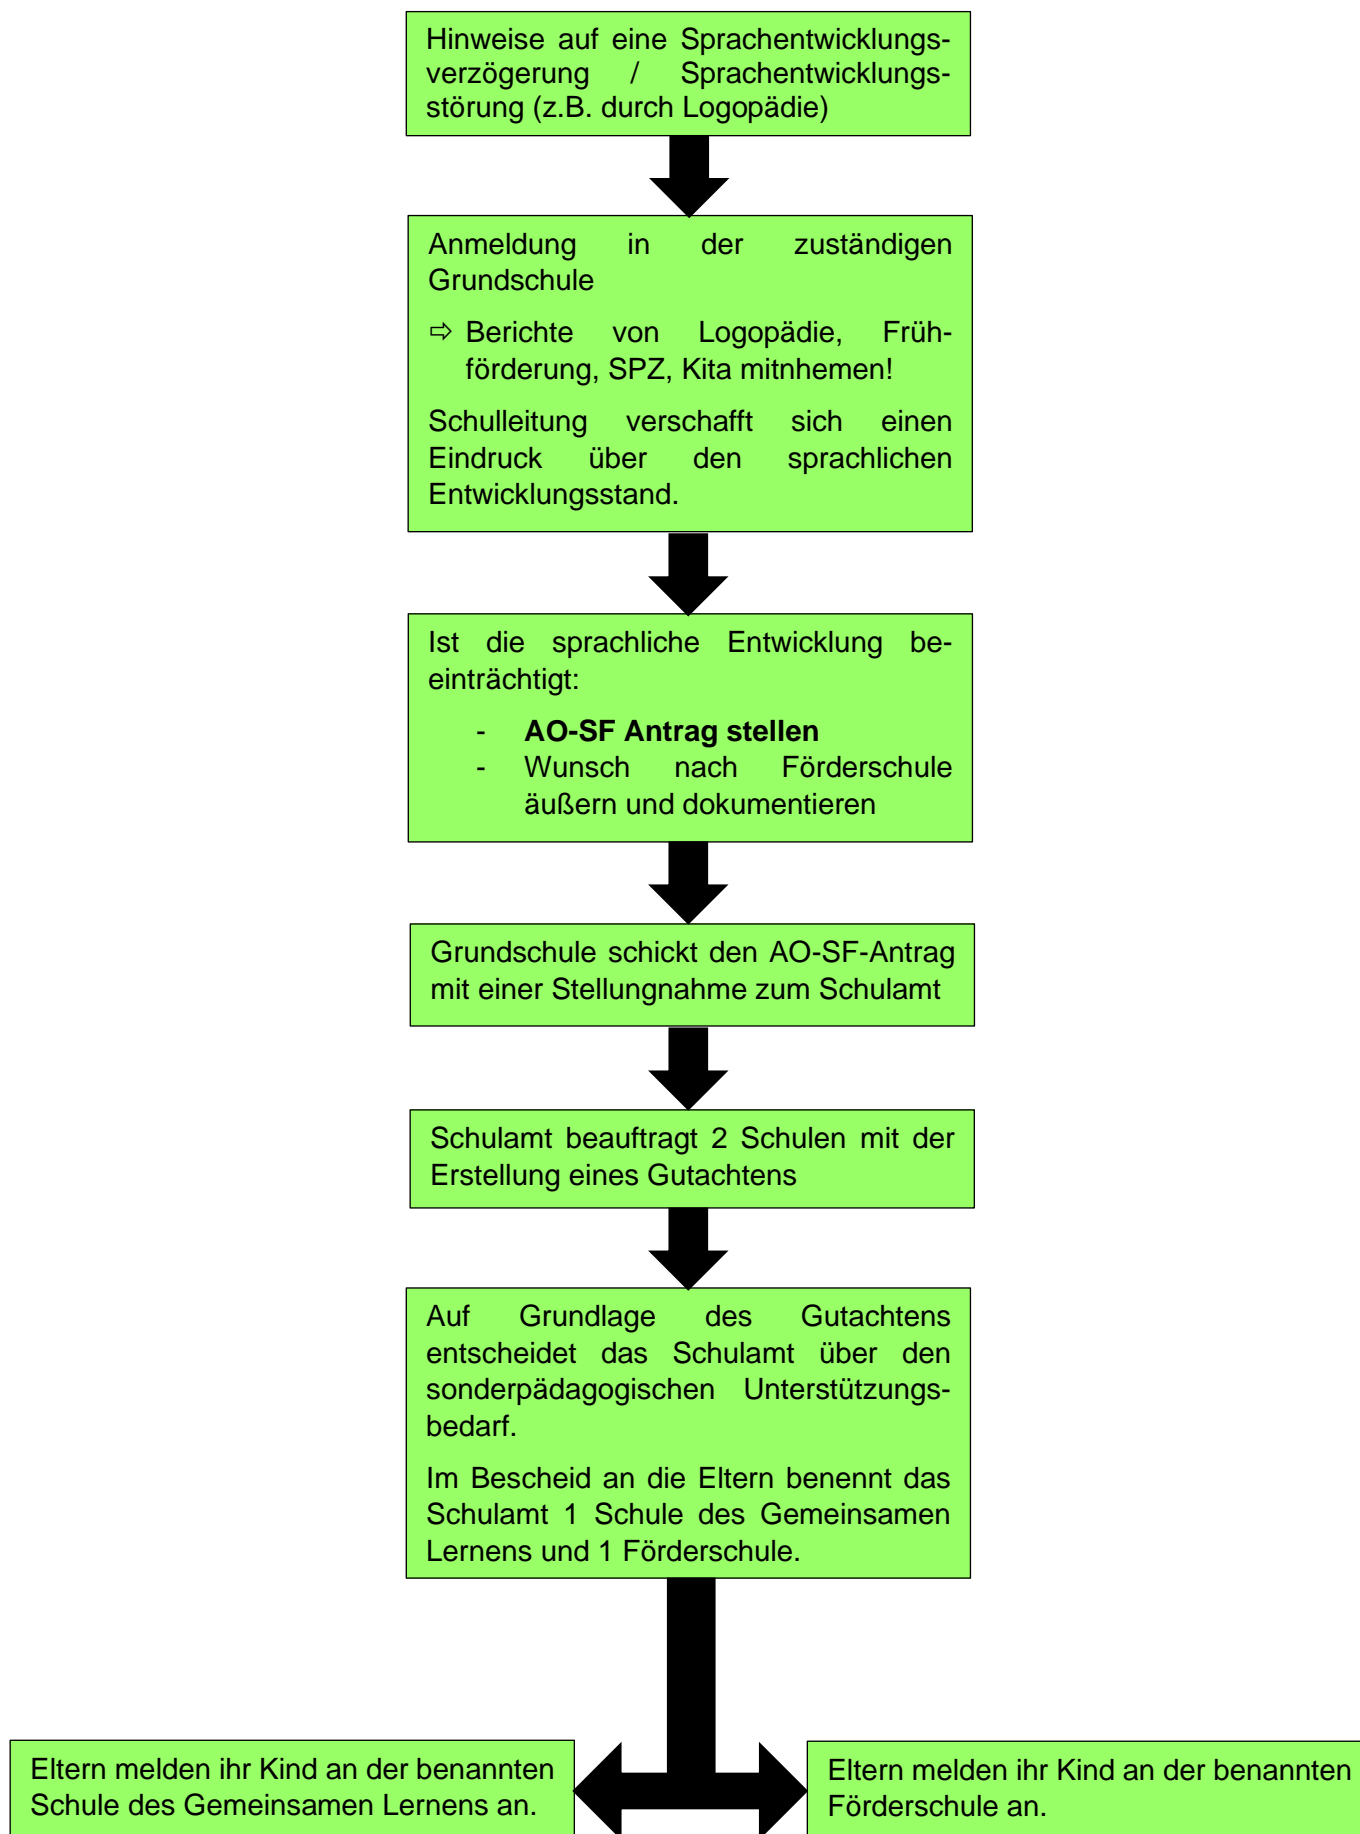 Hinweise auf eine Sprachentwicklungs-
verzögerung / Sprachentwicklungs-
störung (z.B. durch Logopädie)
Anmeldung in der zuständigen
Grundschule
⇨ Berichte von Logopädie, Früh-
förderung, SPZ, Kita mitnhemen!
Schulleitung verschafft sich einen
Eindruck über den sprachlichen
Entwicklungsstand.
Ist die sprachliche Entwicklung be-
einträchtigt:
- AO-SF Antrag stellen
- Wunsch nach Förderschule
äußern und dokumentieren
Grundschule schickt den AO-SF-Antrag
mit einer Stellungnahme zum Schulamt
Schulamt beauftragt 2 Schulen mit der
Erstellung eines Gutachtens
Auf Grundlage des Gutachtens
entscheidet das Schulamt über den
sonderpädagogischen Unterstützungs-
bedarf.
Im Bescheid an die Eltern benennt das
Schulamt 1 Schule des Gemeinsamen
Lernens und 1 Förderschule.
Eltern melden ihr Kind an der benannten
Schule des Gemeinsamen Lernens an.
Eltern melden ihr Kind an der benannten
Förderschule an.